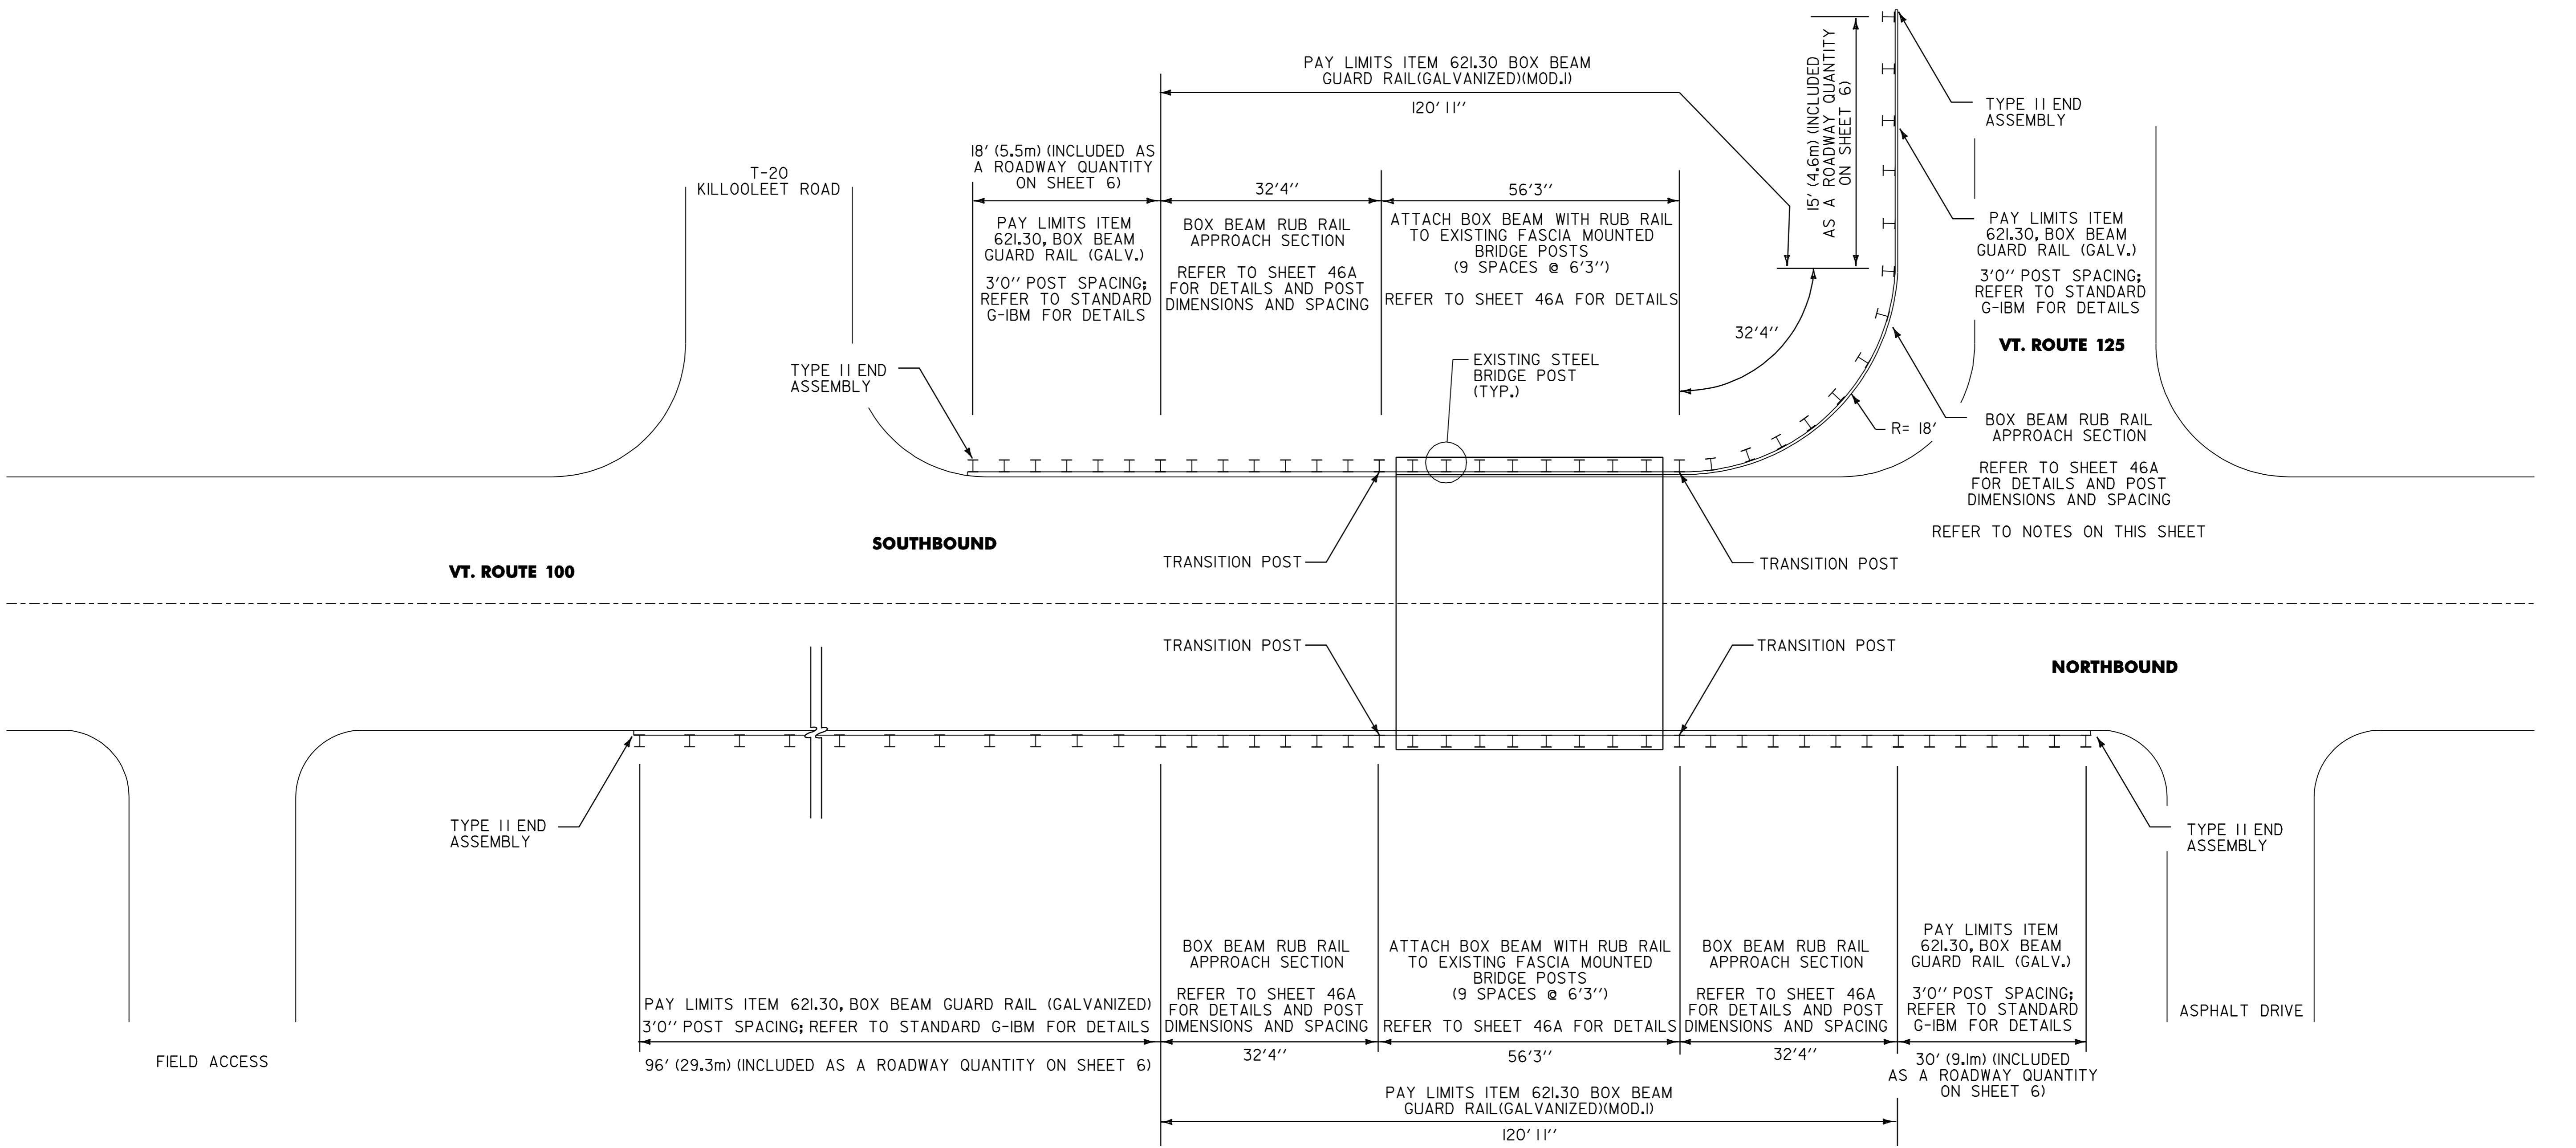 PAY LIMITS ITEM 621.30 BOX BEAM
GUARD RAIL(GALVANIZED)(MOD.1)
120' 11''
15' (4.6m) (INCLUDED
AS A ROADWAY QUANTITY
ON SHEET 6)
TYPE II END
ASSEMBLY
T-20
KILLOOLEET ROAD
18' (5.5m) (INCLUDED AS
A ROADWAY QUANTITY
ON SHEET 6)
32'4''
56'3''
PAY LIMITS ITEM
621.30, BOX BEAM
GUARD RAIL (GALV.)
3'0'' POST SPACING;
REFER TO STANDARD
G-1BM FOR DETAILS
BOX BEAM RUB RAIL
APPROACH SECTION
REFER TO SHEET 46A
FOR DETAILS AND POST
DIMENSIONS AND SPACING
ATTACH BOX BEAM WITH RUB RAIL
TO EXISTING FASCIA MOUNTED
BRIDGE POSTS
(9 SPACES @ 6'3'')
REFER TO SHEET 46A FOR DETAILS
PAY LIMITS ITEM
621.30, BOX BEAM
GUARD RAIL (GALV.)
3'0'' POST SPACING;
REFER TO STANDARD
G-1BM FOR DETAILS
32'4''
VT. ROUTE 125
TYPE II END
ASSEMBLY
EXISTING STEEL
BRIDGE POST
(TYP.)
R= 18'
BOX BEAM RUB RAIL
APPROACH SECTION
REFER TO SHEET 46A
FOR DETAILS AND POST
DIMENSIONS AND SPACING
REFER TO NOTES ON THIS SHEET
SOUTHBOUND
VT. ROUTE 100
TRANSITION POST
TRANSITION POST
TRANSITION POST
TRANSITION POST
NORTHBOUND
TYPE II END
ASSEMBLY
TYPE II END
ASSEMBLY
PAY LIMITS ITEM 621.30, BOX BEAM GUARD RAIL (GALVANIZED)
3'0'' POST SPACING; REFER TO STANDARD G-1BM FOR DETAILS
96' (29.3m) (INCLUDED AS A ROADWAY QUANTITY ON SHEET 6)
BOX BEAM RUB RAIL
APPROACH SECTION
REFER TO SHEET 46A
FOR DETAILS AND POST
DIMENSIONS AND SPACING
32'4''
ATTACH BOX BEAM WITH RUB RAIL
TO EXISTING FASCIA MOUNTED
BRIDGE POSTS
(9 SPACES @ 6'3'')
REFER TO SHEET 46A FOR DETAILS
56'3''
BOX BEAM RUB RAIL
APPROACH SECTION
REFER TO SHEET 46A
FOR DETAILS AND POST
DIMENSIONS AND SPACING
32'4''
PAY LIMITS ITEM
621.30, BOX BEAM
GUARD RAIL (GALV.)
3'0'' POST SPACING;
REFER TO STANDARD
G-1BM FOR DETAILS
30' (9.1m) (INCLUDED
AS A ROADWAY QUANTITY
ON SHEET 6)
ASPHALT DRIVE
FIELD ACCESS
PAY LIMITS ITEM 621.30 BOX BEAM
GUARD RAIL(GALVANIZED)(MOD.1)
120' 11''